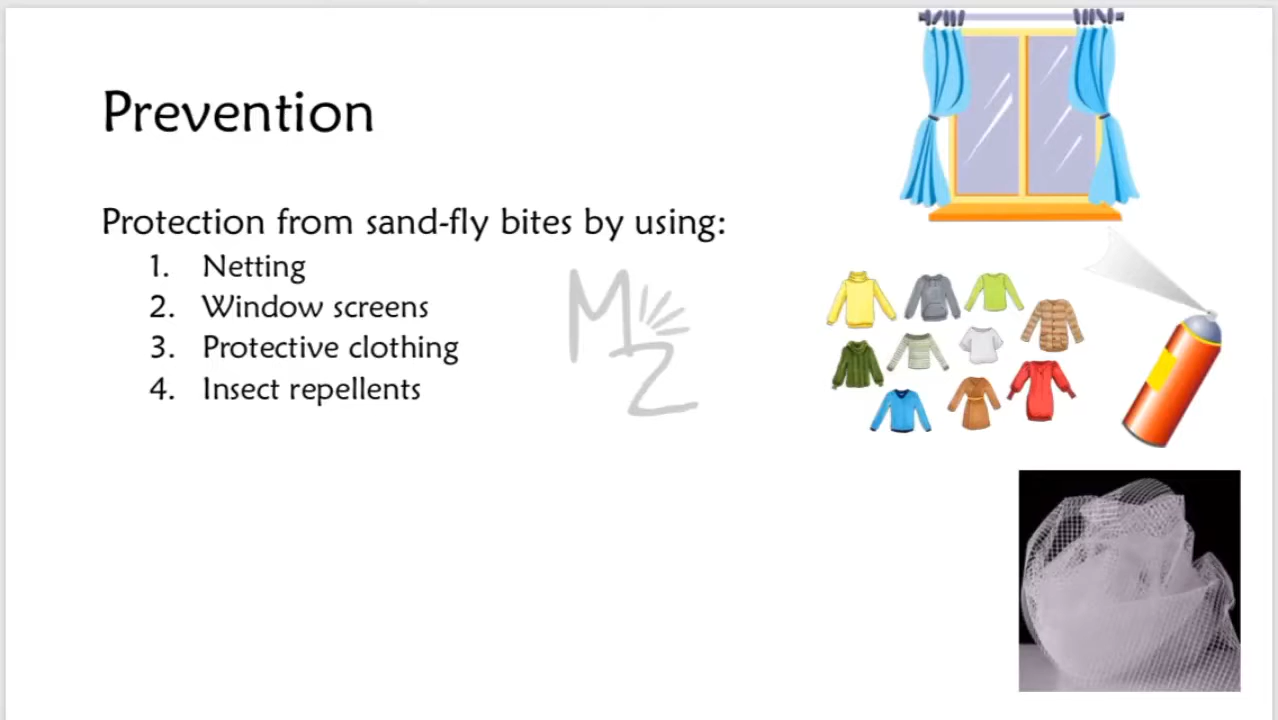 Prevention
Protection from sand-fly bites by using:
1. Netting
2. Window screens
3. Protective clothing
4. Insect repellents
MZ